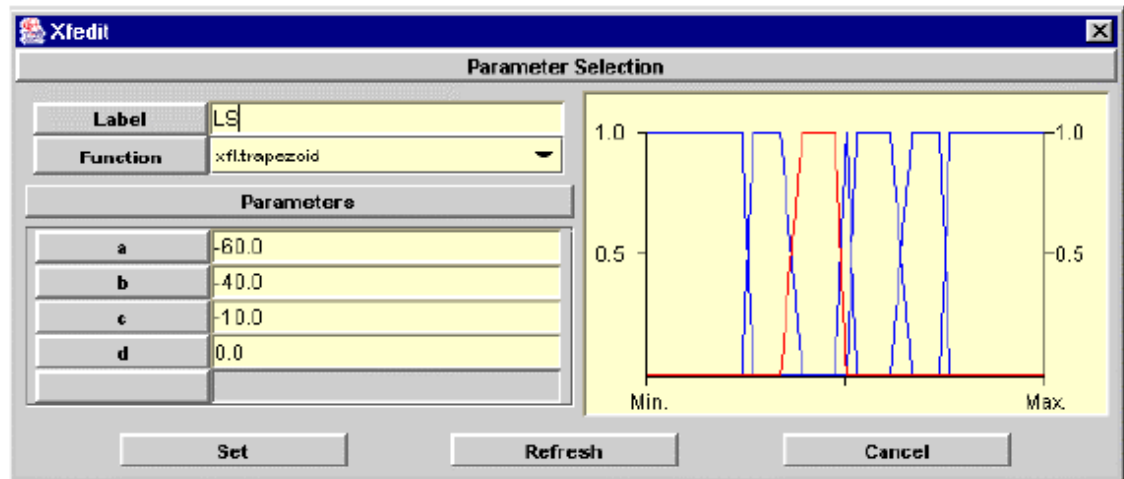 Xfedit
Parameter Selection
Label LS
Function xfl.trapezoid
Parameters
a -60.0
b -40.0
c -10.0
d 0.0
1.0 1.0
0.5 0.5
Min. Max.
Set Refresh Cancel